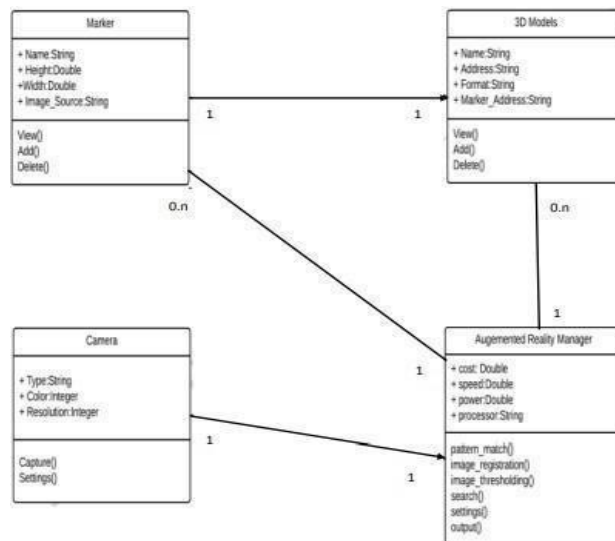 Marker
+ Name:String
+ Height:Double
+Width:Double
+ Image_Source:String
View()
Add()
Delete()
3D Models
+ Name:String
+ Address:String
+ Format:String
+ Marker_Address:String
View()
Add()
Delete()
1
1
0.n
0.n
1
1
Camera
+ Type:String
+ Color:Integer
+ Resolution:Integer
Capture()
Settings()
Augmented Reality Manager
+ cost: Double
+ speed:Double
+ power:Double
+ processor:String
pattern_match()
image_registration()
image_thresholding()
search()
settings()
output()
1
1